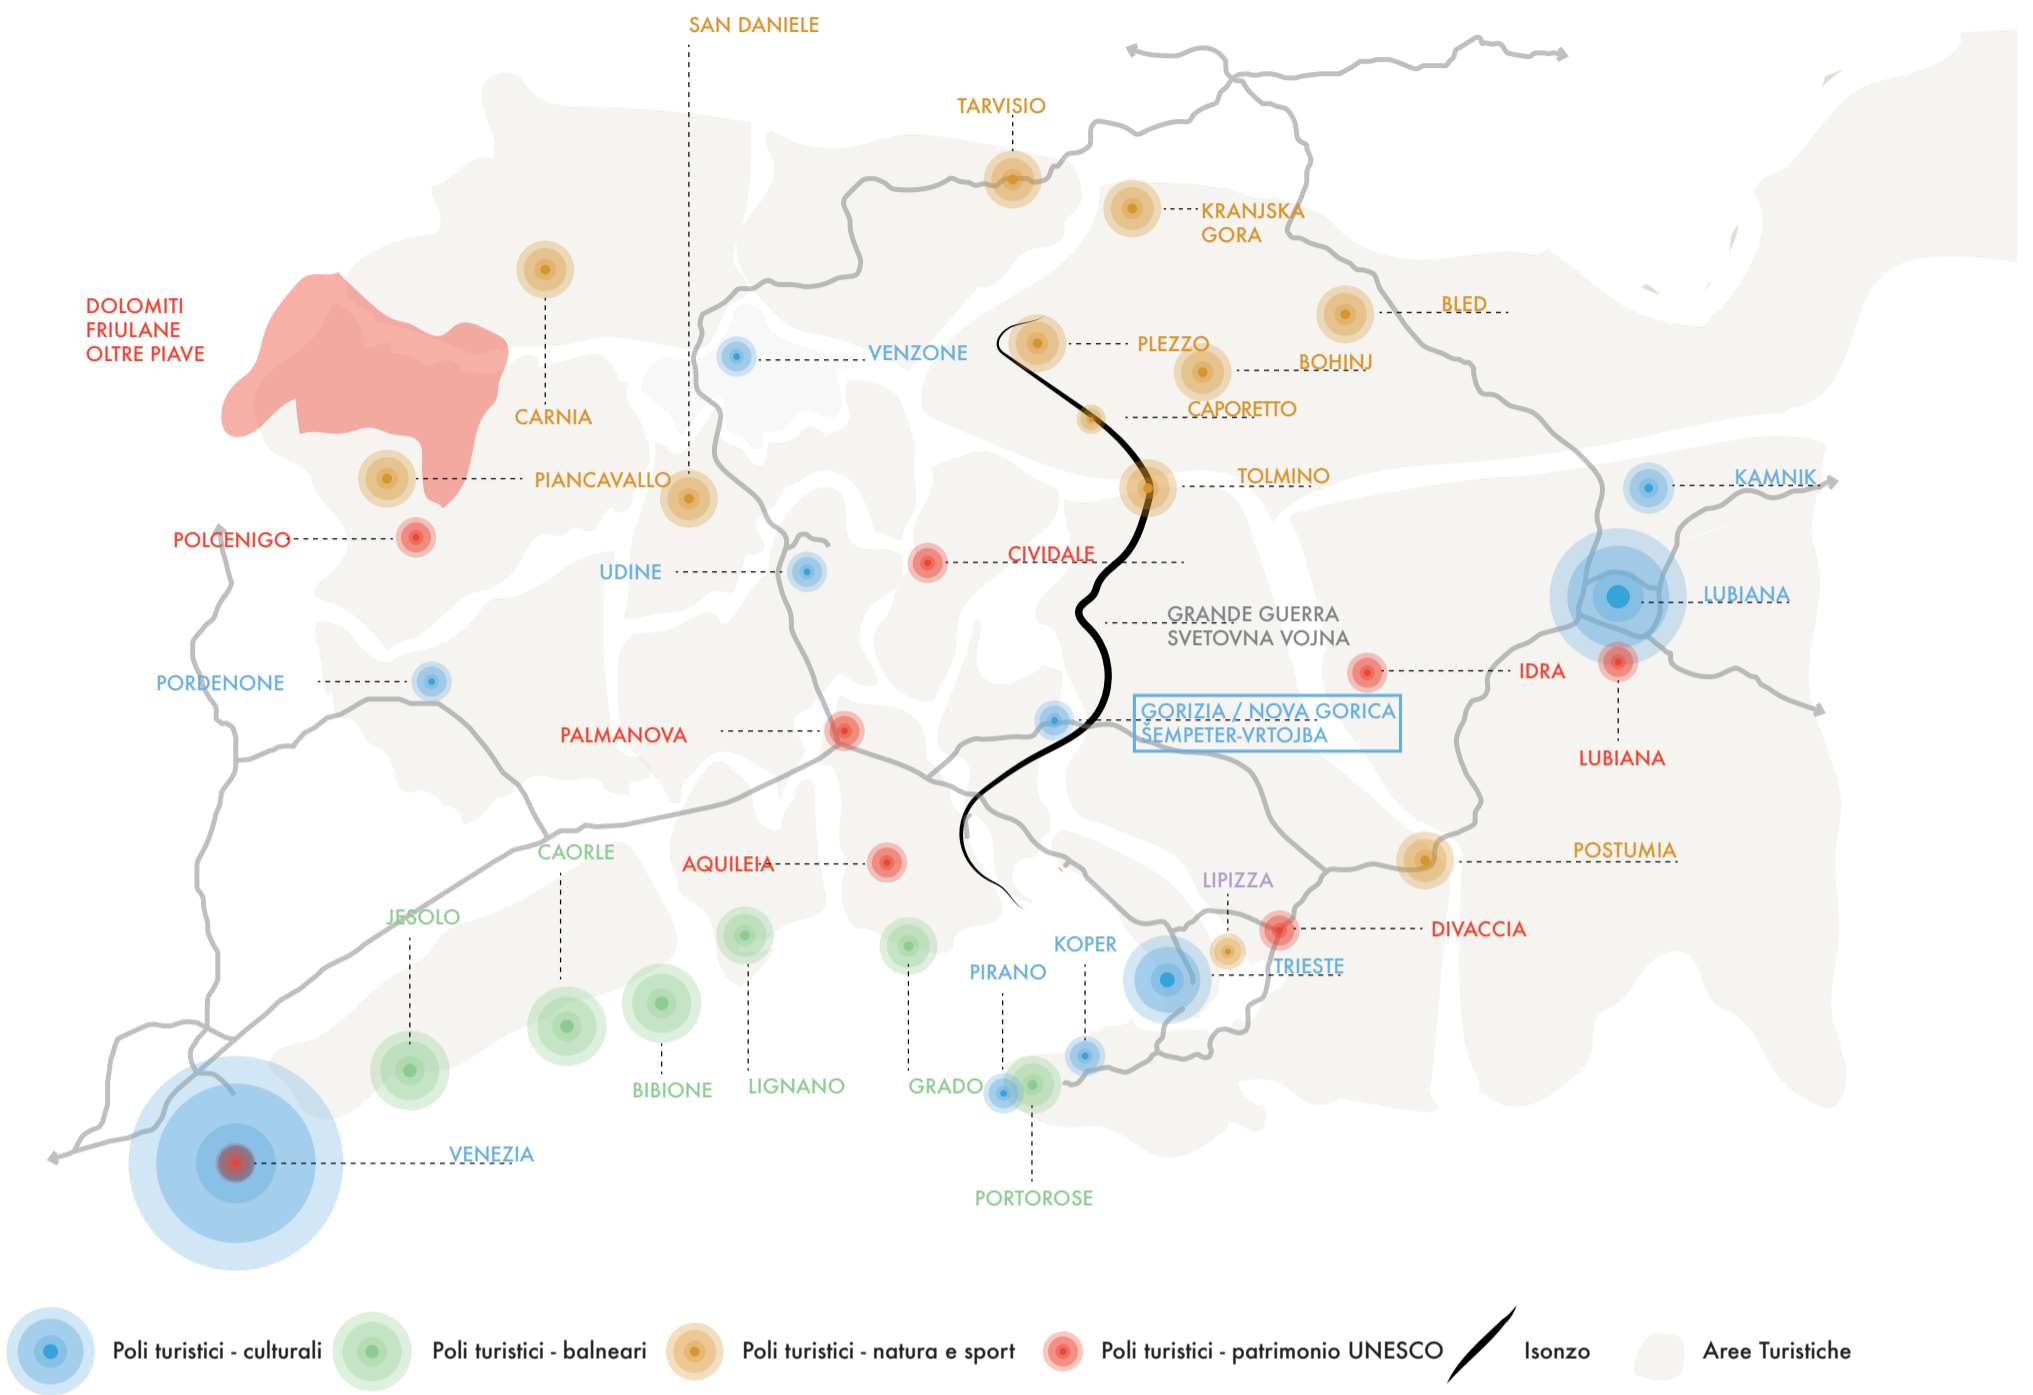 SAN DANIELE
TARVISIO
KRANJSKA
GORA
DOLOMITI
FRIULANE
OLTRE PIAVE
BLED
PLEZZO
VENZONE
BOHINJ
CARNIA
CAPORETTO
PIANCAVALLO
TOLMINO
KAMNIK
POLCENIGO
CIVIDALE
UDINE
LUBIANA
GRANDE GUERRA
SVETOVNA VOJNA
IDRA
PORDENONE
GORIZIA / NOVA GORICA
ŠEMPETER-VRTOJBA
PALMANOVA
LUBIANA
CAORLE
POSTUMIA
AQUILEIA
LIPIZZA
JESOLO
DIVACCIA
KOPER
PIRANO
TRIESTE
BIBIONE
LIGNANO
GRADO
VENEZIA
PORTOROSE
Poli turistici - culturali
Poli turistici - balneari
Poli turistici - natura e sport
Poli turistici - patrimonio UNESCO
Isonzo
Aree Turistiche